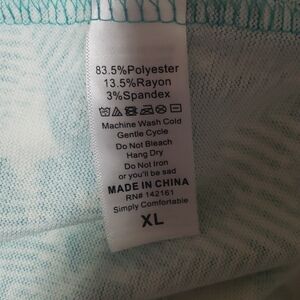 83.5%Polyester
13.5%Rayon
3%Spandex
Machine Wash Cold
Gentle Cycle
Do Not Bleach
Hang Dry
Do Not Iron
or you'll be sad
MADE IN CHINA
RN# 142161
Simply Comfortable
XL